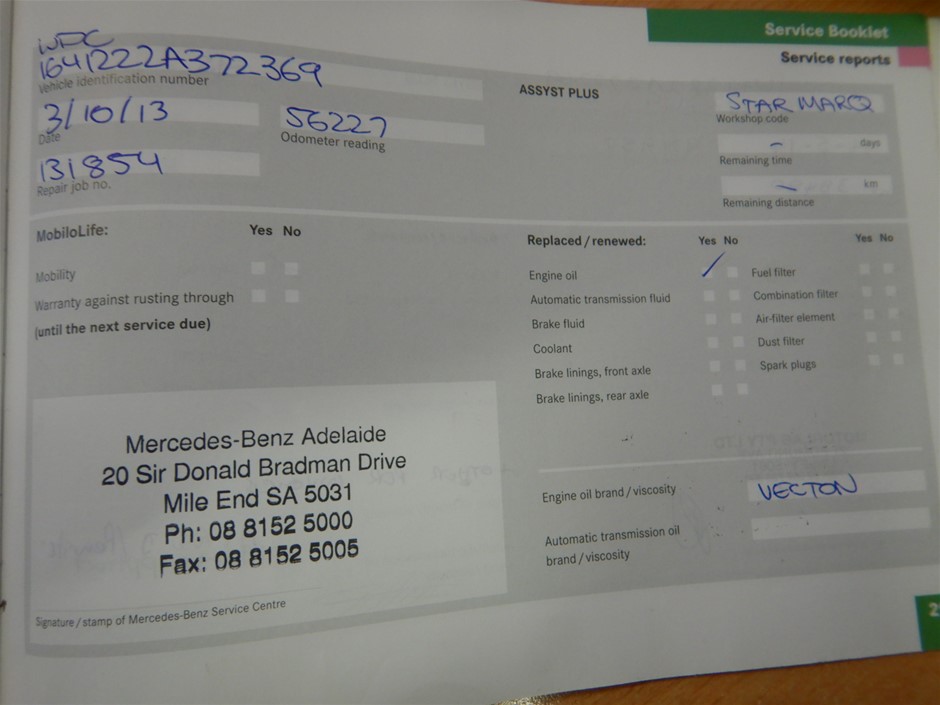 Service Booklet
Service reports
WDC
1641222A372369
Vehicle identification number
3/10/13
Date
56227
Odometer reading
131854
Repair job no.
ASSYST PLUS
STAR MARQ
Workshop code
- days
Remaining time
- km
Remaining distance
MobiloLife: Yes No
Mobility
Warranty against rusting through
(until the next service due)
Replaced / renewed: Yes No
Engine oil /
Automatic transmission fluid
Brake fluid
Coolant
Brake linings, front axle
Brake linings, rear axle
Yes No
Fuel filter
Combination filter
Air-filter element
Dust filter
Spark plugs
Mercedes-Benz Adelaide
20 Sir Donald Bradman Drive
Mile End SA 5031
Ph: 08 8152 5000
Fax: 08 8152 5005
Signature / stamp of Mercedes-Benz Service Centre
Engine oil brand / viscosity
VECTON
Automatic transmission oil
brand / viscosity